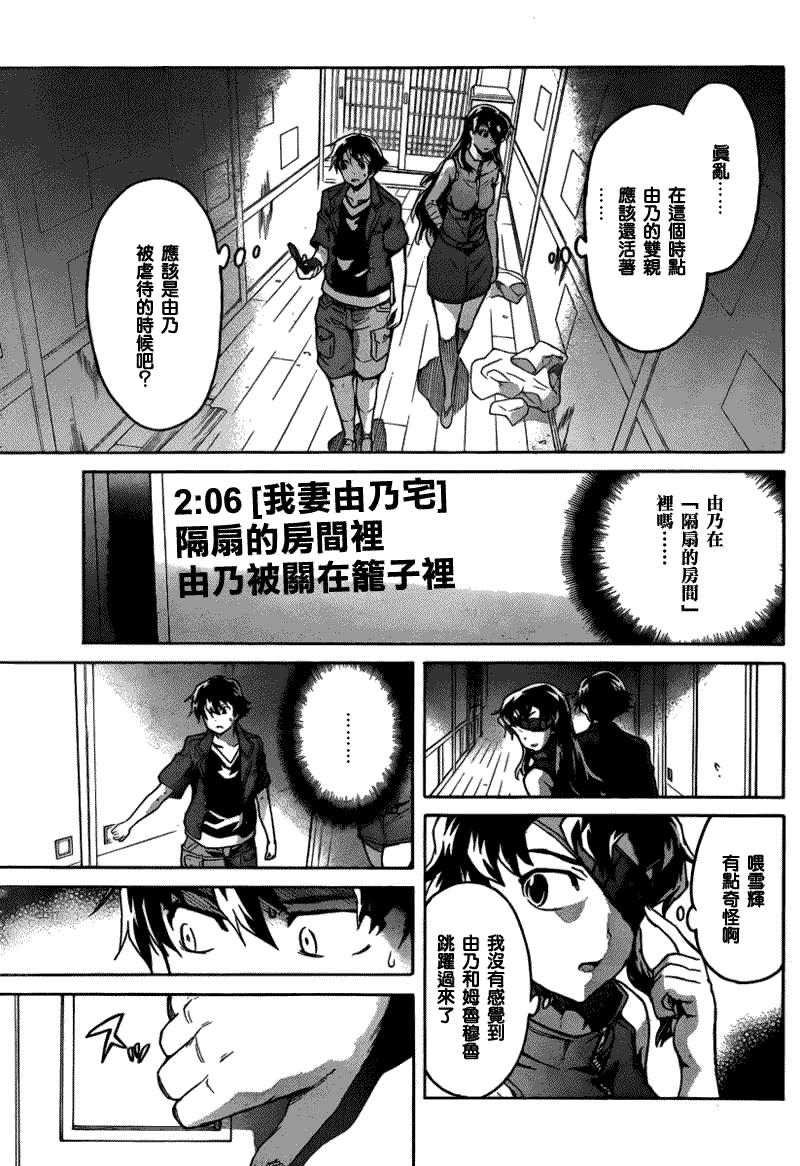 真亂……
在這個時點
由乃的雙親
應該還活著
……
應該是由乃
被虐待的時候吧？
2:06 [我妻由乃宅]
隔扇的房間裡
由乃被關在籠子裡
由乃在
「隔扇的房間」
裡嗎……
………
喂雪輝
有點奇怪啊
我沒有感覺到
由乃和姆魯穆魯
跳躍過來了
ス